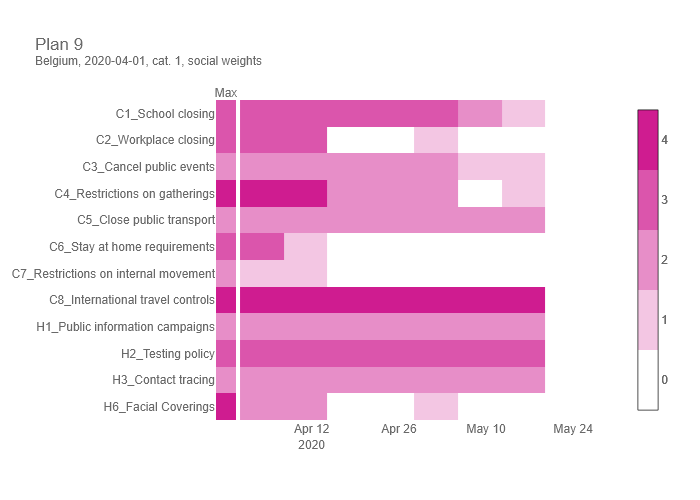 Plan 9
Belgium, 2020-04-01, cat. 1, social weights
Max
C1_School closing
C2_Workplace closing
C3_Cancel public events
C4_Restrictions on gatherings
C5_Close public transport
C6_Stay at home requirements
C7_Restrictions on internal movement
C8_International travel controls
H1_Public information campaigns
H2_Testing policy
H3_Contact tracing
H6_Facial Coverings
Apr 12
2020
Apr 26
May 10
May 24
4
3
2
1
0